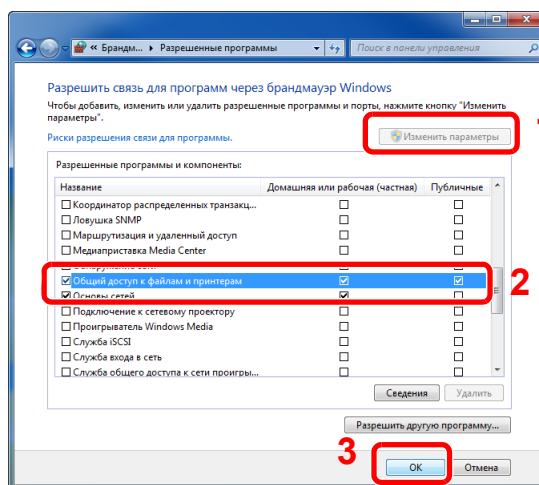 « Брандм... ▸ Разрешенные программы
Поиск в панели управления
Разрешить связь для программ через брандмауэр Windows
Чтобы добавить, изменить или удалить разрешенные программы и порты, нажмите кнопку "Изменить
параметры".
Риски разрешения связи для программы.
Изменить параметры
Разрешенные программы и компоненты:
Название Домашняя или рабочая (частная) Публичные
Координатор распределенных транзакц...
Ловушка SNMP
Маршрутизация и удаленный доступ
Медиаприставка Media Center
Общий доступ к файлам и принтерам
2
Основы сетей
Подключение к сетевому проектору
Проигрыватель Windows Media
Служба iSCSI
Служба входа в сеть
Служба общего доступа к сети проигры...
Сведения Удалить
Разрешить другую программу...
3
ОК Отмена